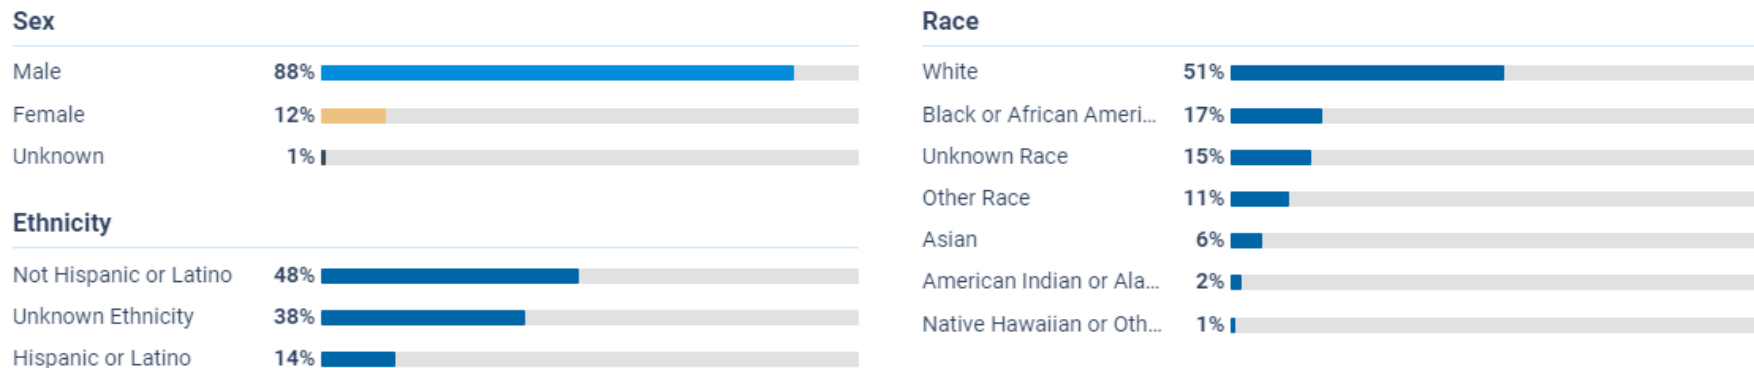 Sex
Male 88%
Female 12%
Unknown 1%
Ethnicity
Not Hispanic or Latino 48%
Unknown Ethnicity 38%
Hispanic or Latino 14%
Race
White 51%
Black or African Ameri... 17%
Unknown Race 15%
Other Race 11%
Asian 6%
American Indian or Ala... 2%
Native Hawaiian or Oth... 1%